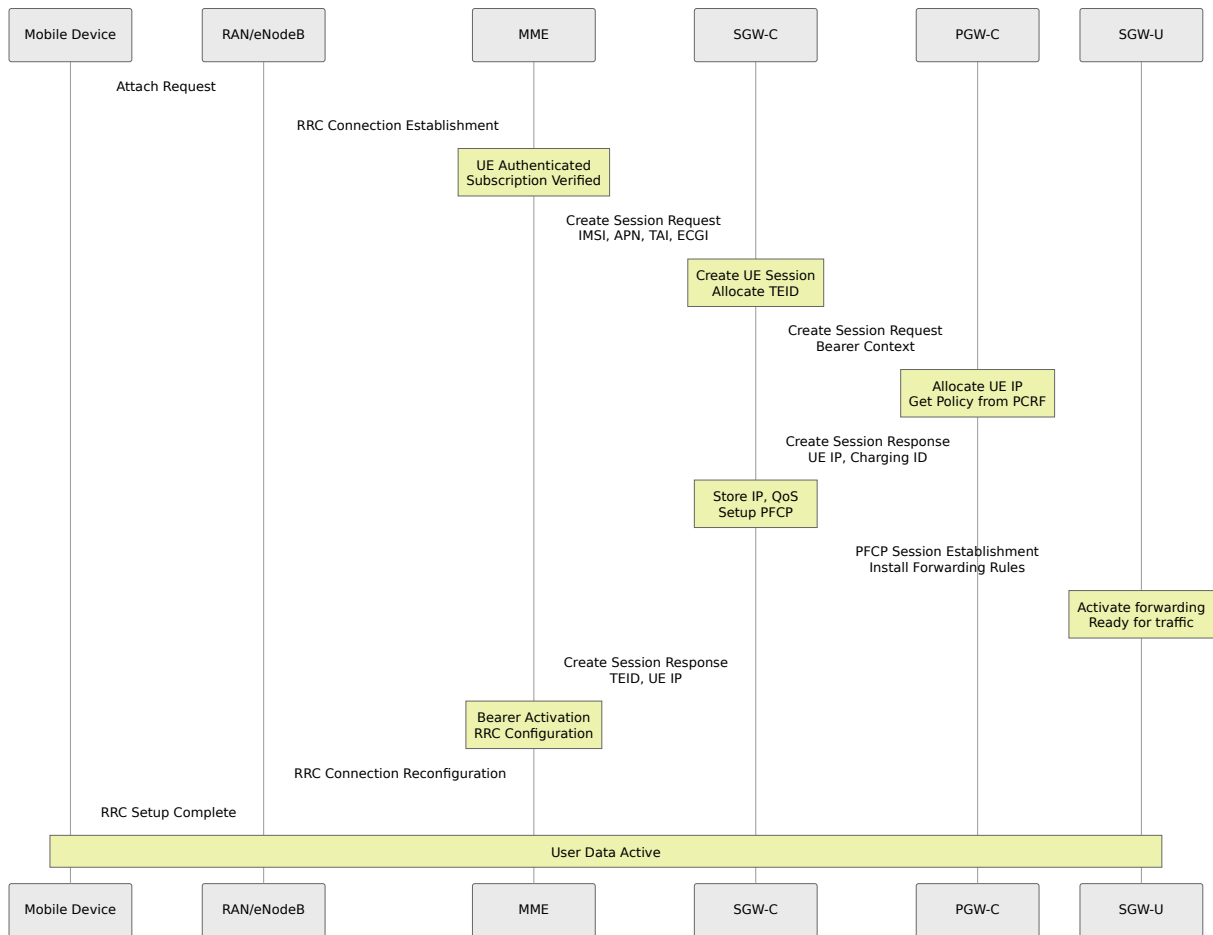 Mobile Device
RAN/eNodeB
MME
SGW-C
PGW-C
SGW-U
Attach Request
RRC Connection Establishment
UE Authenticated
Subscription Verified
Create Session Request
IMSI, APN, TAI, ECGI
Create UE Session
Allocate TEID
Create Session Request
Bearer Context
Allocate UE IP
Get Policy from PCRF
Create Session Response
UE IP, Charging ID
Store IP, QoS
Setup PFCP
PFCP Session Establishment
Install Forwarding Rules
Activate forwarding
Ready for traffic
Create Session Response
TEID, UE IP
Bearer Activation
RRC Configuration
RRC Connection Reconfiguration
RRC Setup Complete
User Data Active
Mobile Device
RAN/eNodeB
MME
SGW-C
PGW-C
SGW-U